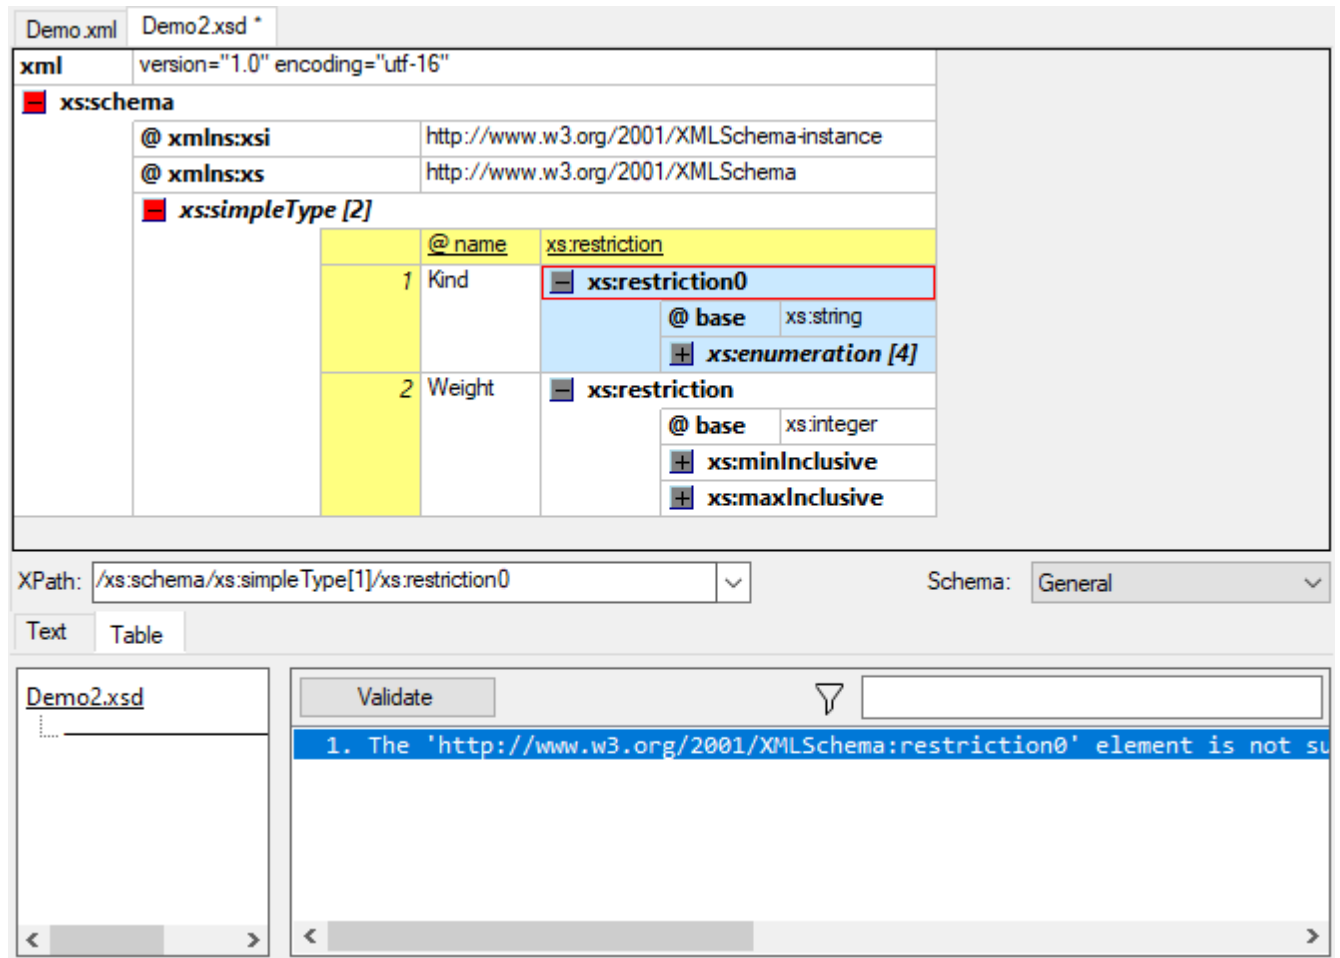 Demo.xml Demo2.xsd *
xml version="1.0" encoding="utf-16"
xs:schema
@ xmlns:xsi http://www.w3.org/2001/XMLSchema-instance
@ xmlns:xs http://www.w3.org/2001/XMLSchema
xs:simpleType [2]
@ name xs:restriction
1 Kind xs:restriction0
@ base xs:string
xs:enumeration [4]
2 Weight xs:restriction
@ base xs:integer
xs:minInclusive
xs:maxInclusive
XPath: /xs:schema/xs:simpleType[1]/xs:restriction0 Schema: General
Text Table
Demo2.xsd
Validate
1. The 'http://www.w3.org/2001/XMLSchema:restriction0' element is not